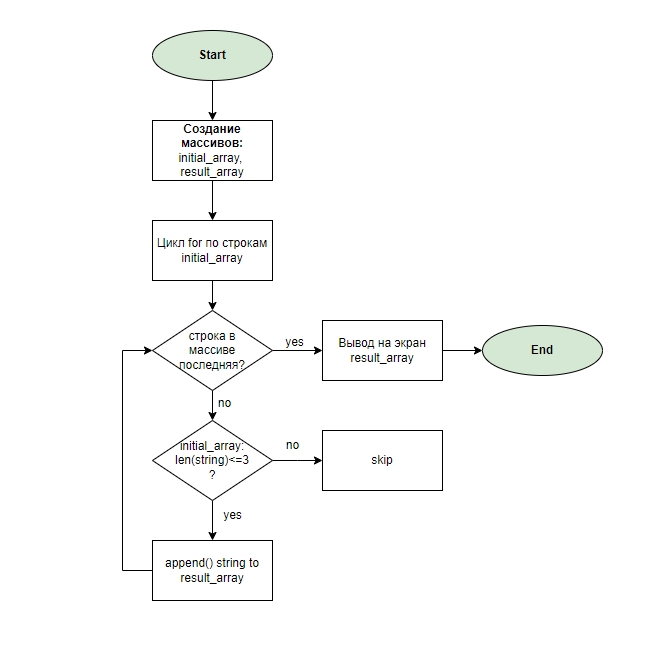 Start
Создание
массивов:
initial_array,
result_array
Цикл for по строкам
initial_array
строка в
массиве
последняя?
yes
Вывод на экран
result_array
End
no
initial_array:
len(string)<=3
?
no
skip
yes
append() string to
result_array